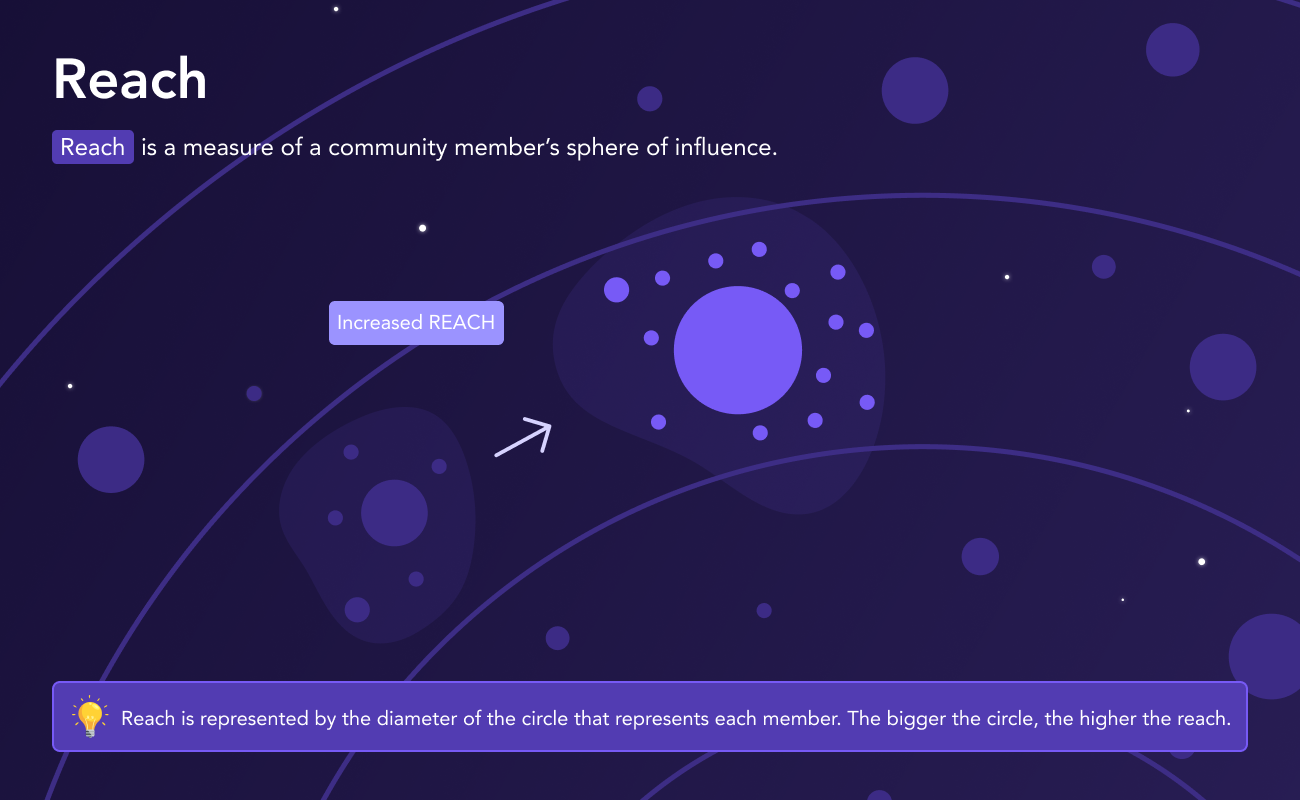 Reach
Reach is a measure of a community member’s sphere of influence.
Increased REACH
Reach is represented by the diameter of the circle that represents each member. The bigger the circle, the higher the reach.